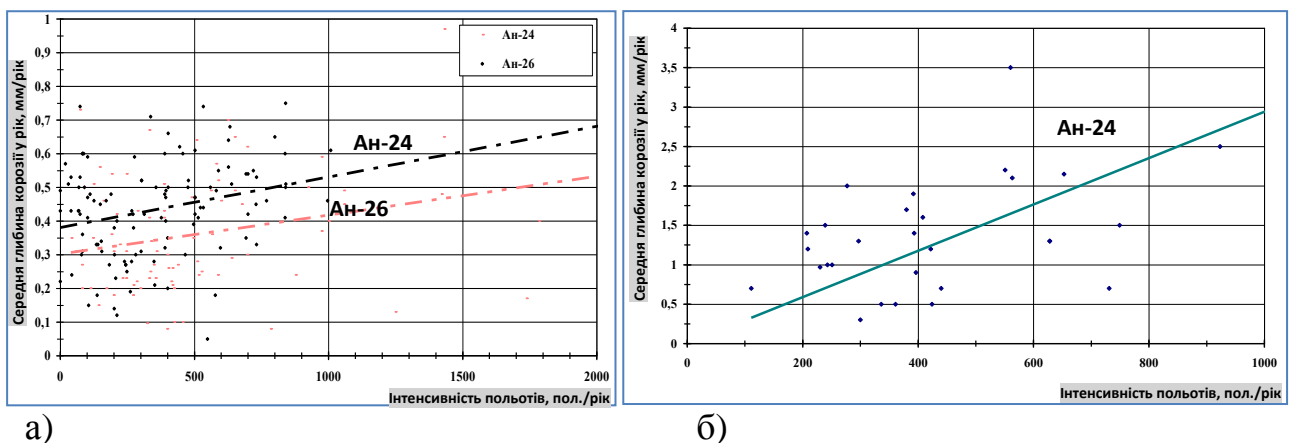 Середня глибина корозії у рік, мм/рік
1
0,9
0,8
0,7
0,6
0,5
0,4
0,3
0,2
0,1
0
0
500
1000
1500
2000
Ан-24
Ан-26
Ан-24
Ан-26
Інтенсивність польотів, пол./рік
а)
Середня глибина корозії у рік, мм/рік
4
3,5
3
2,5
2
1,5
1
0,5
0
0
200
400
600
800
1000
Ан-24
Інтенсивність польотів, пол./рік
б)